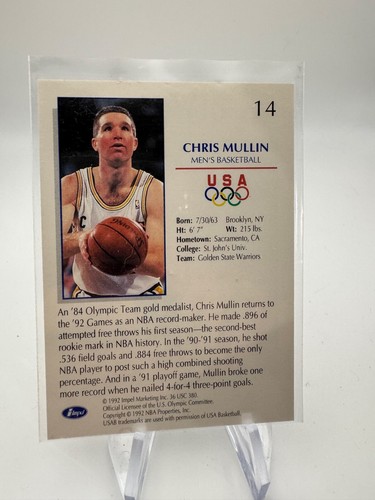 14
CHRIS MULLIN
MEN'S BASKETBALL
USA
Born: 7/30/63 Brooklyn, NY
Ht: 6' 7" Wt: 215 lbs.
Hometown: Sacramento, CA
College: St. John's Univ.
Team: Golden State Warriors
An '84 Olympic Team gold medalist, Chris Mullin returns to
the '92 Games as an NBA record-maker. He made .896 of
attempted free throws his first season—the second-best
rookie mark in NBA history. In the '90-'91 season, he shot
.536 field goals and .884 free throws to become the only
NBA player to post such a high combined shooting
percentage. And in a '91 playoff game, Mullin broke one
more record when he nailed 4-for-4 three-point goals.
© 1992 Impel Marketing Inc. 36 USC 380.
Official Licensee of the U.S. Olympic Committee.
Copyright © 1992 NBA Properties, Inc.
USAB trademarks are used with permission of USA Basketball.
impel